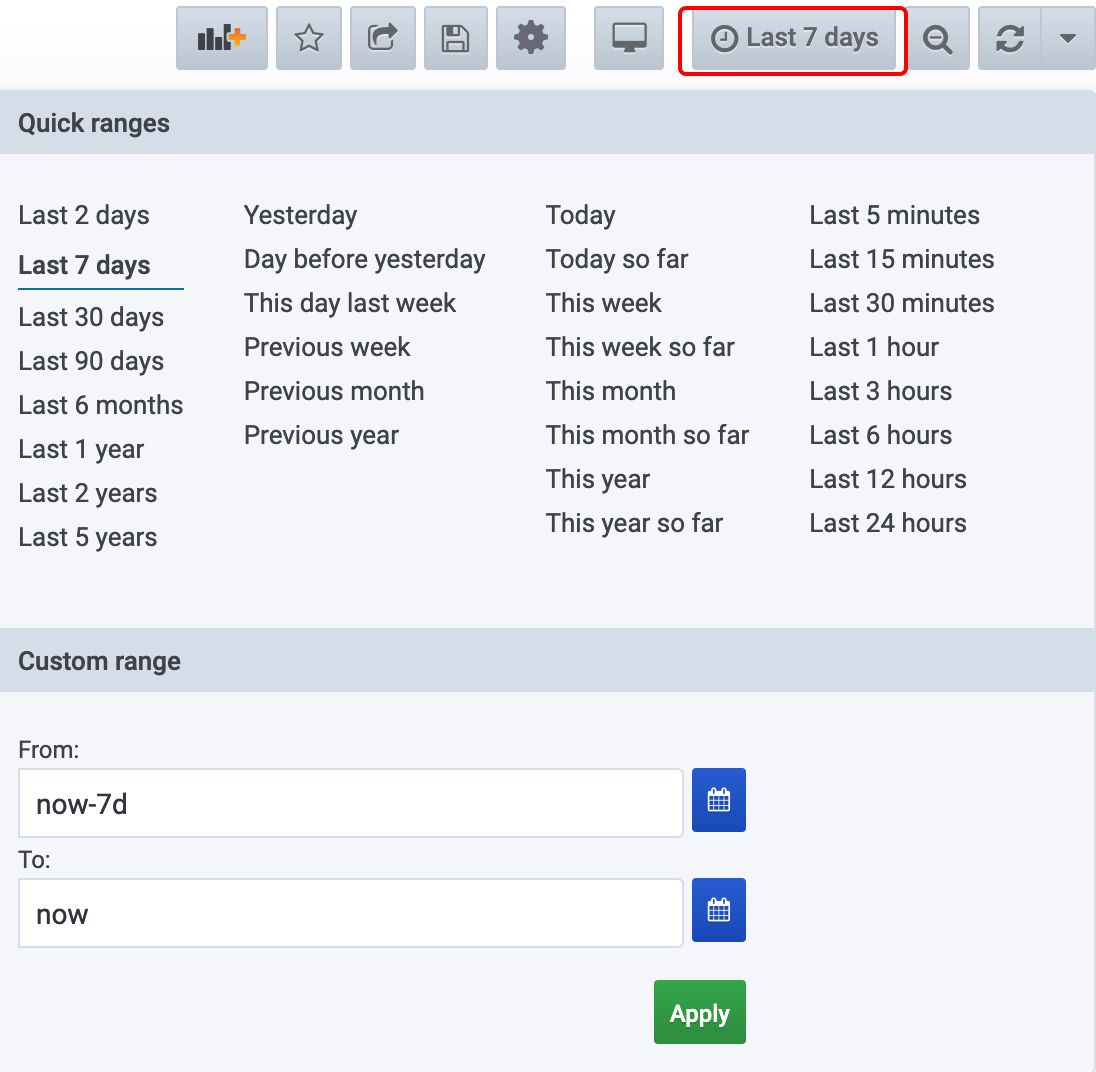 Last 7 days
Quick ranges
Last 2 days
Last 7 days
Last 30 days
Last 90 days
Last 6 months
Last 1 year
Last 2 years
Last 5 years
Yesterday
Day before yesterday
This day last week
Previous week
Previous month
Previous year
Today
Today so far
This week
This week so far
This month
This month so far
This year
This year so far
Last 5 minutes
Last 15 minutes
Last 30 minutes
Last 1 hour
Last 3 hours
Last 6 hours
Last 12 hours
Last 24 hours
Custom range
From:
now-7d
To:
now
Apply